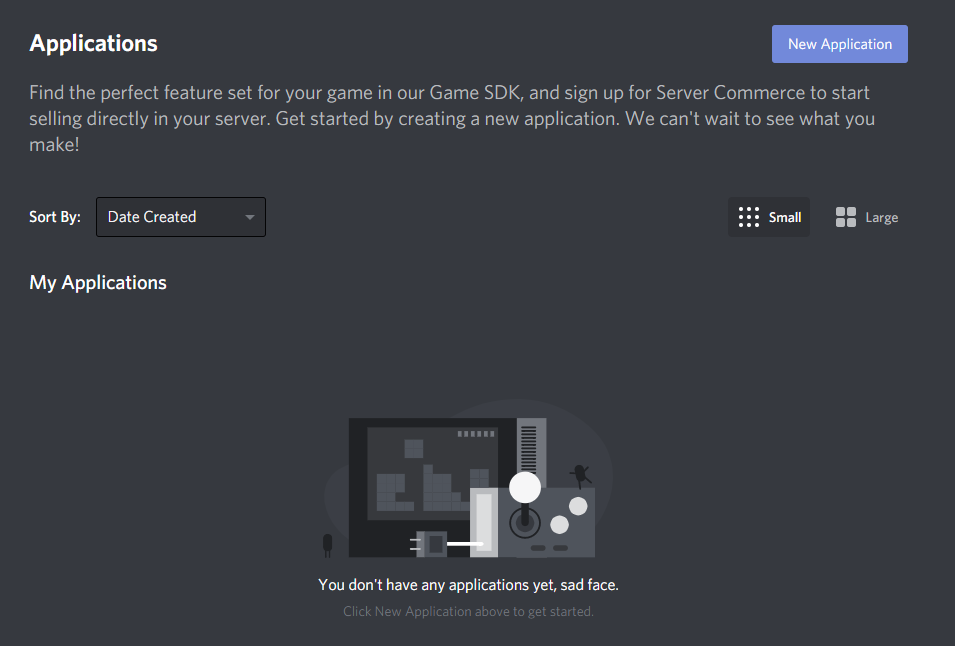 Applications
New Application
Find the perfect feature set for your game in our Game SDK, and sign up for Server Commerce to start
selling directly in your server. Get started by creating a new application. We can't wait to see what you
make!
Sort By:
Date Created
Small
Large
My Applications
You don't have any applications yet, sad face.
Click New Application above to get started.